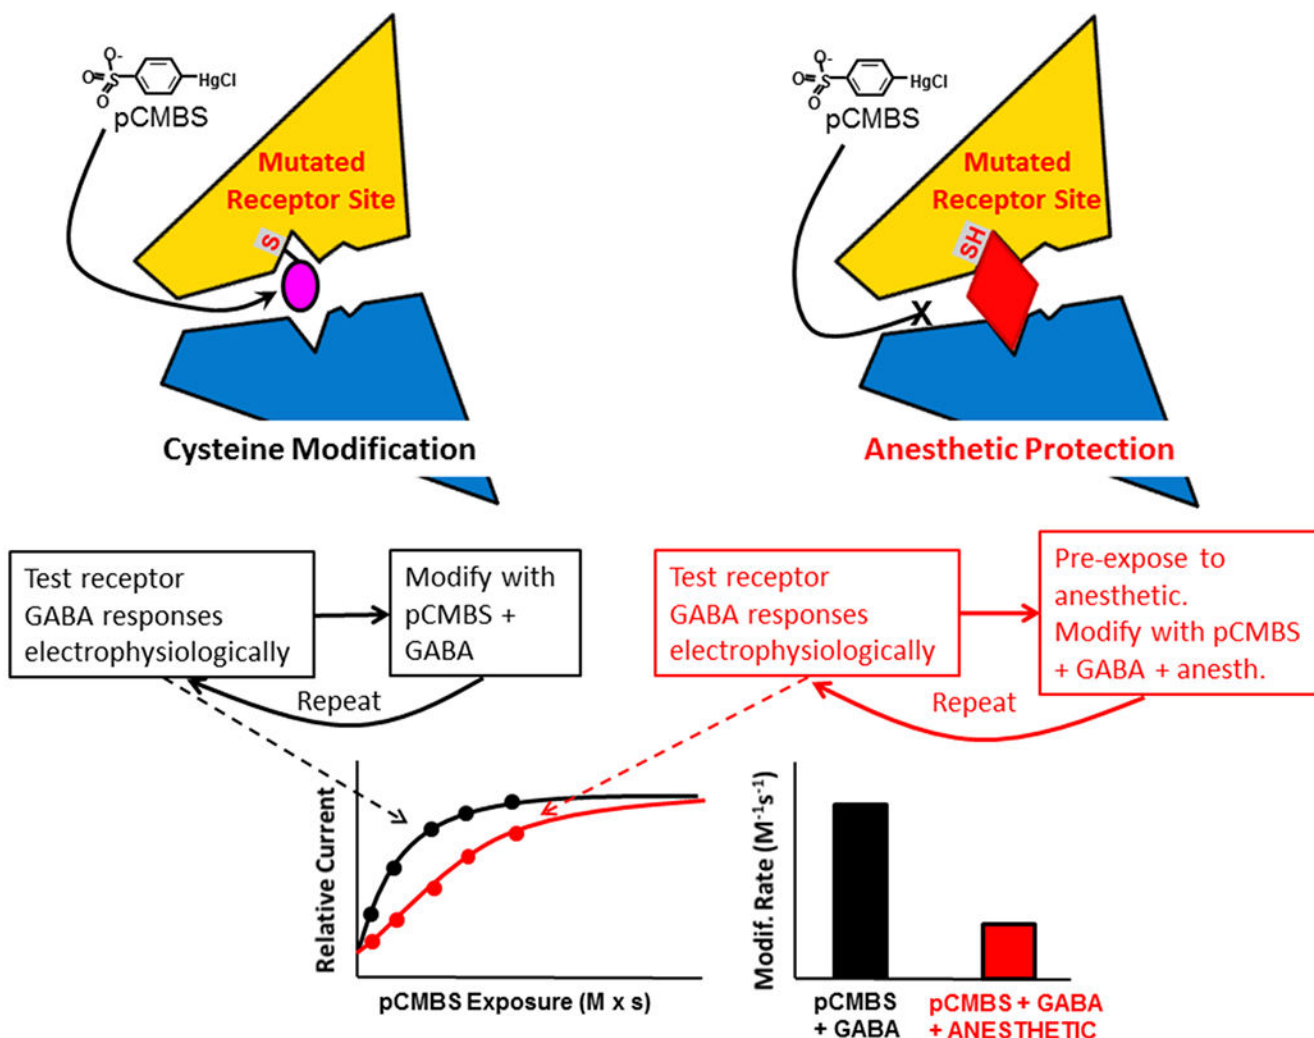 O-
O=S
O
HgCl
pCMBS
Mutated
Receptor Site
S
Cysteine Modification
O-
O=S
O
HgCl
pCMBS
Mutated
Receptor Site
SH
X
Anesthetic Protection
Test receptor
GABA responses
electrophysiologically
Modify with
pCMBS +
GABA
Repeat
Test receptor
GABA responses
electrophysiologically
Pre-expose to
anesthetic.
Modify with pCMBS
+ GABA + anesth.
Repeat
Relative Current
pCMBS Exposure (M x s)
Modif. Rate (M⁻¹s⁻¹)
pCMBS
+ GABA
pCMBS + GABA
+ ANESTHETIC